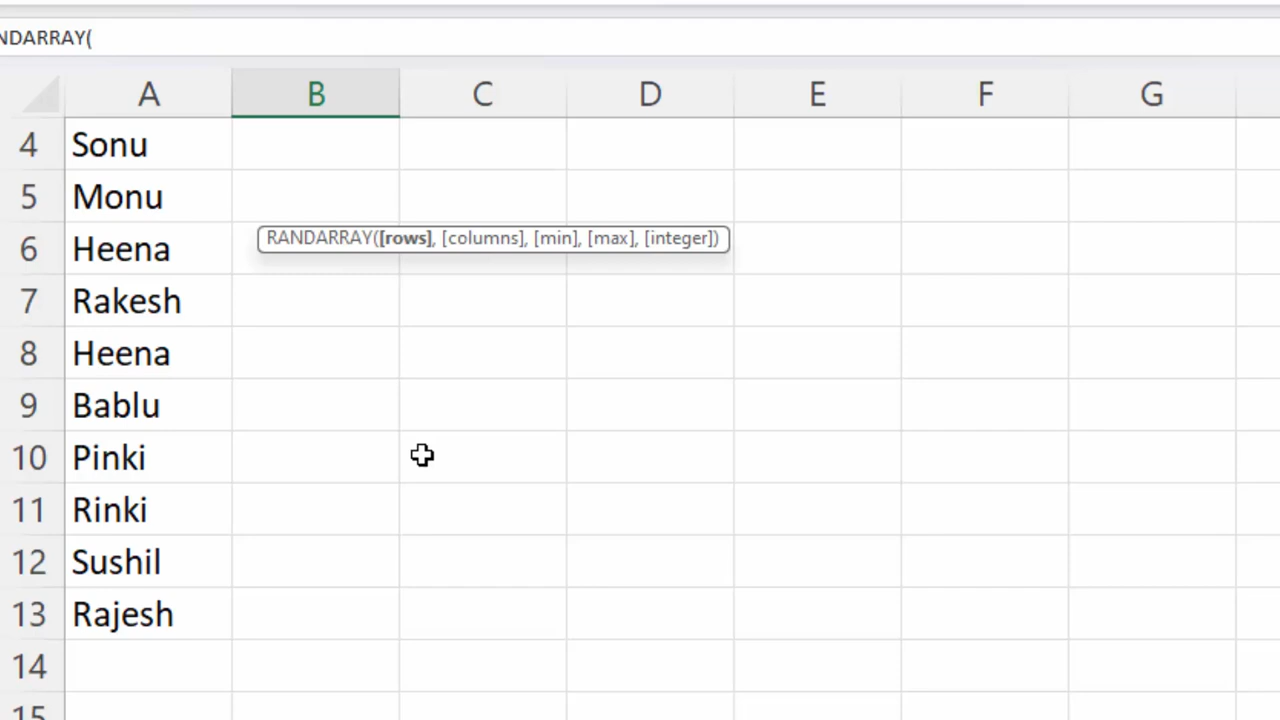 NDARRAY(
A B C D E F G
4 Sonu
5 Monu
RANDARRAY([rows], [columns], [min], [max], [integer])
6 Heena
7 Rakesh
8 Heena
9 Bablu
10 Pinki
11 Rinki
12 Sushil
13 Rajesh
14
15